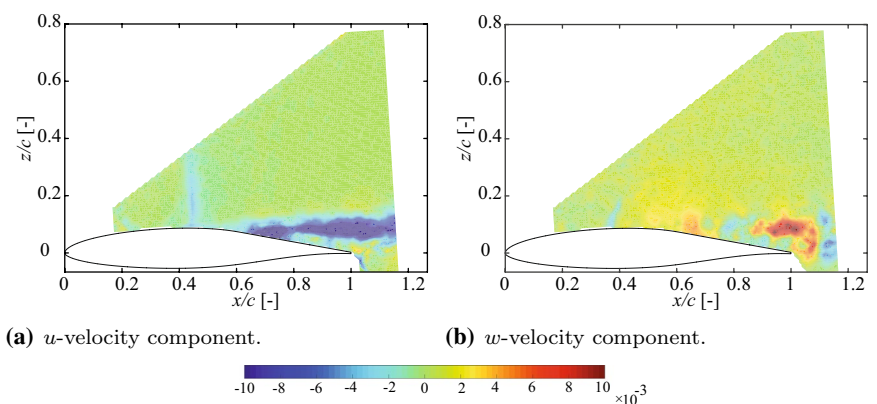 0.8
0.6
0.4
0.2
0
z/c [-]
0 0.2 0.4 0.6 0.8 1 1.2
x/c [-]
(a) u-velocity component.
0.8
0.6
0.4
0.2
0
z/c [-]
0 0.2 0.4 0.6 0.8 1 1.2
x/c [-]
(b) w-velocity component.
-10 -8 -6 -4 -2 0 2 4 6 8 10
×10⁻³